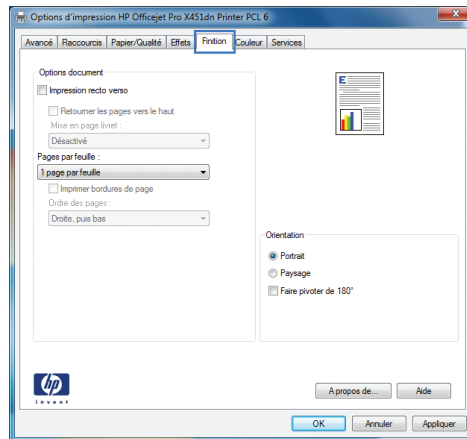 Options d'impression HP Officejet Pro X451dn Printer PCL 6
Avancé Raccourcis Papier/Qualité Effets Finition Couleur Services
Options document
Impression recto verso
Retourner les pages vers le haut
Mise en page livret :
Désactivé
Pages par feuille :
1 page par feuille
Imprimer bordures de page
Ordre des pages :
Droite, puis bas
E
Orientation
Portrait
Paysage
Faire pivoter de 180°
hp
invent
A propos de... Aide
OK Annuler Appliquer